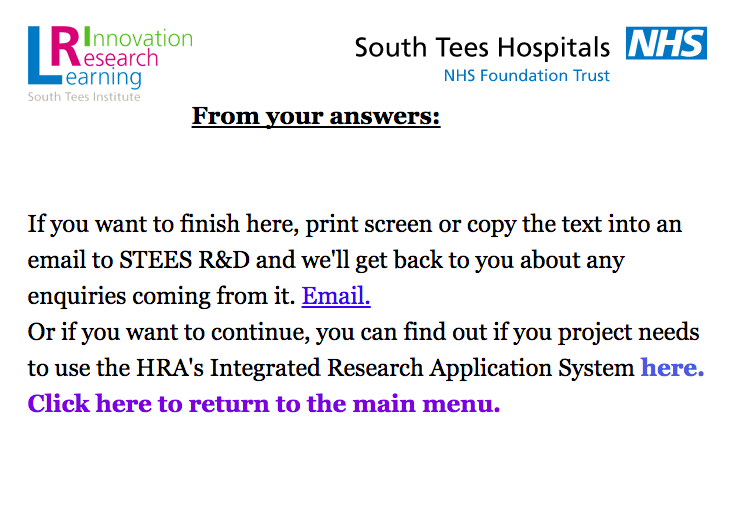 Innovation
Research
Learning
South Tees Institute
South Tees Hospitals NHS
NHS Foundation Trust
From your answers:
If you want to finish here, print screen or copy the text into an
email to STEES R&D and we'll get back to you about any
enquiries coming from it. Email.
Or if you want to continue, you can find out if you project needs
to use the HRA's Integrated Research Application System here.
Click here to return to the main menu.